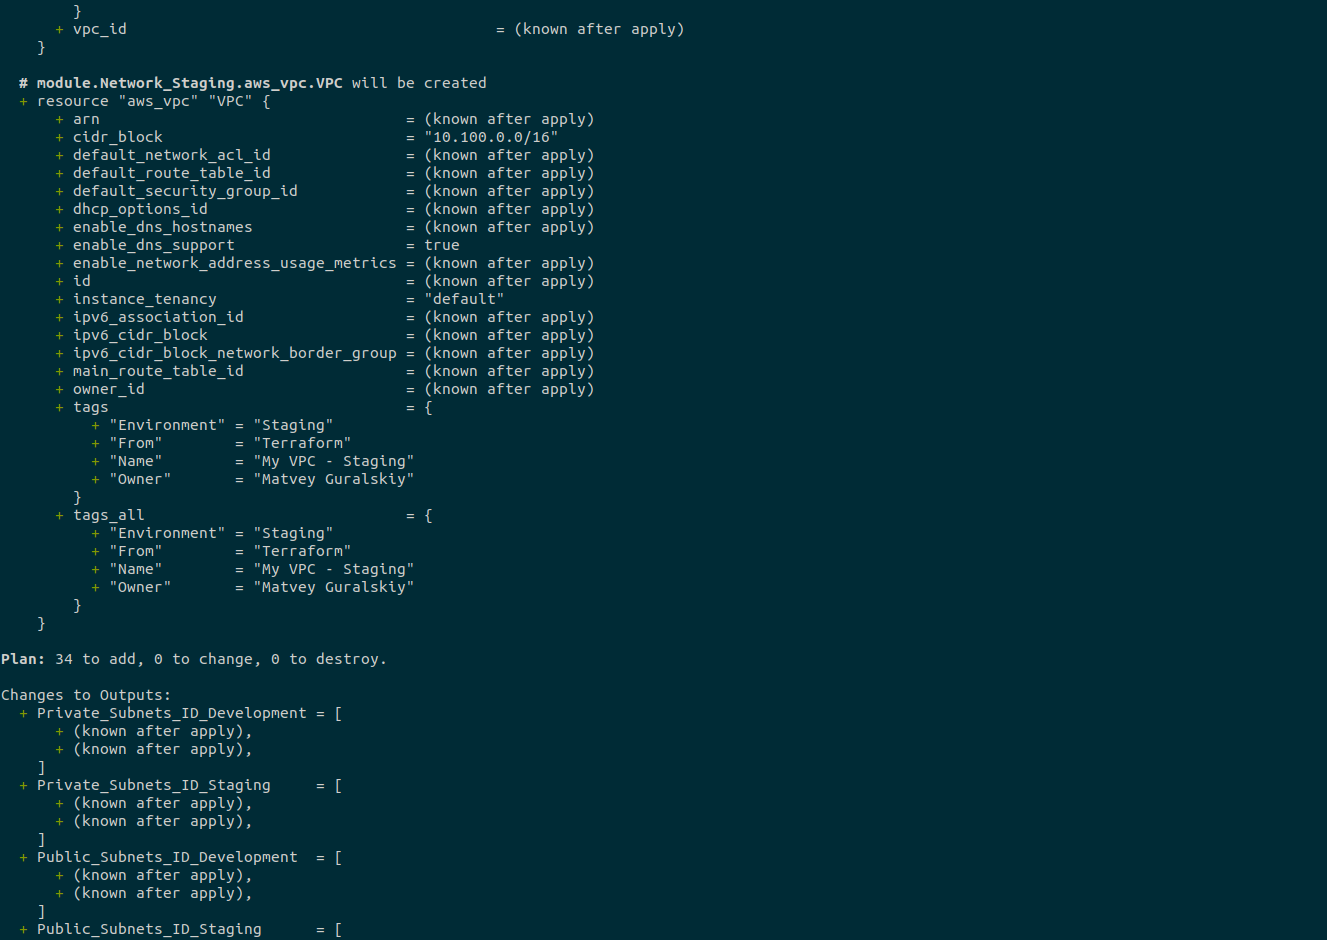 }
+ vpc_id = (known after apply)
}
# module.Network_Staging.aws_vpc.VPC will be created
+ resource "aws_vpc" "VPC" {
+ arn = (known after apply)
+ cidr_block = "10.100.0.0/16"
+ default_network_acl_id = (known after apply)
+ default_route_table_id = (known after apply)
+ default_security_group_id = (known after apply)
+ dhcp_options_id = (known after apply)
+ enable_dns_hostnames = (known after apply)
+ enable_dns_support = true
+ enable_network_address_usage_metrics = (known after apply)
+ id = (known after apply)
+ instance_tenancy = "default"
+ ipv6_association_id = (known after apply)
+ ipv6_cidr_block = (known after apply)
+ ipv6_cidr_block_network_border_group = (known after apply)
+ main_route_table_id = (known after apply)
+ owner_id = (known after apply)
+ tags = {
+ "Environment" = "Staging"
+ "From" = "Terraform"
+ "Name" = "My VPC - Staging"
+ "Owner" = "Matvey Guralskiy"
}
+ tags_all = {
+ "Environment" = "Staging"
+ "From" = "Terraform"
+ "Name" = "My VPC - Staging"
+ "Owner" = "Matvey Guralskiy"
}
}
Plan: 34 to add, 0 to change, 0 to destroy.
Changes to Outputs:
+ Private_Subnets_ID_Development = [
+ (known after apply),
+ (known after apply),
]
+ Private_Subnets_ID_Staging = [
+ (known after apply),
+ (known after apply),
]
+ Public_Subnets_ID_Development = [
+ (known after apply),
+ (known after apply),
]
+ Public_Subnets_ID_Staging = [